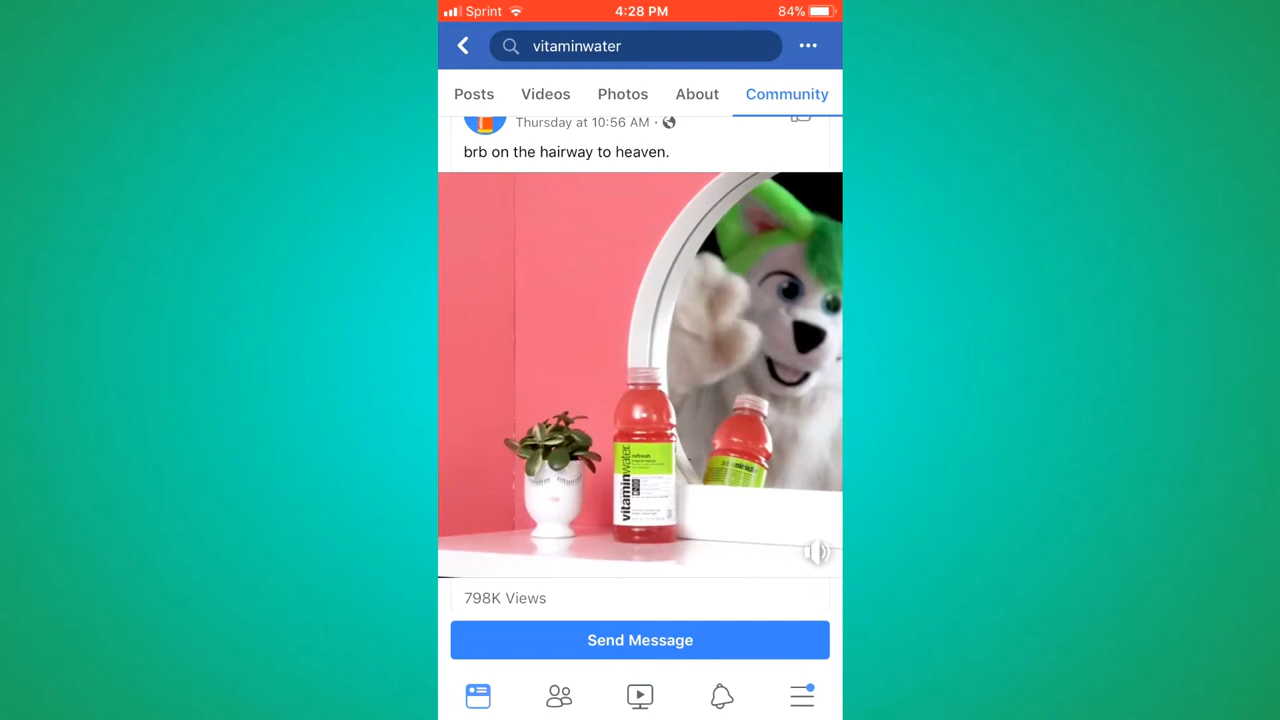 Sprint 4:28 PM 84%
vitaminwater
Posts Videos Photos About Community
Thursday at 10:56 AM ·
brb on the hairway to heaven.
refresh
vitaminwater
798K Views
Send Message